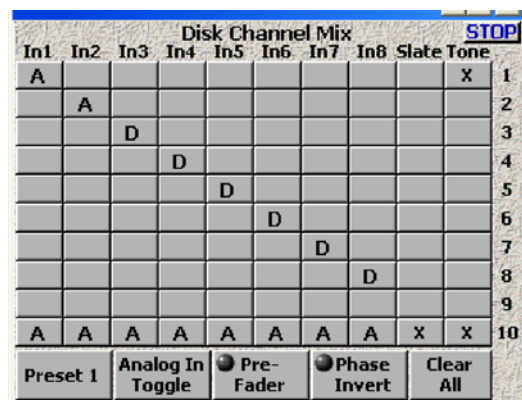 Disk Channel Mix STOP
In1 In2 In3 In4 In5 In6 In7 In8 Slate Tone
A X 1
A 2
D 3
D 4
D 5
D 6
D 7
D 8
9
A A A A A A A A X X 10
Preset 1 Analog In Toggle Pre-Fader Phase Invert Clear All